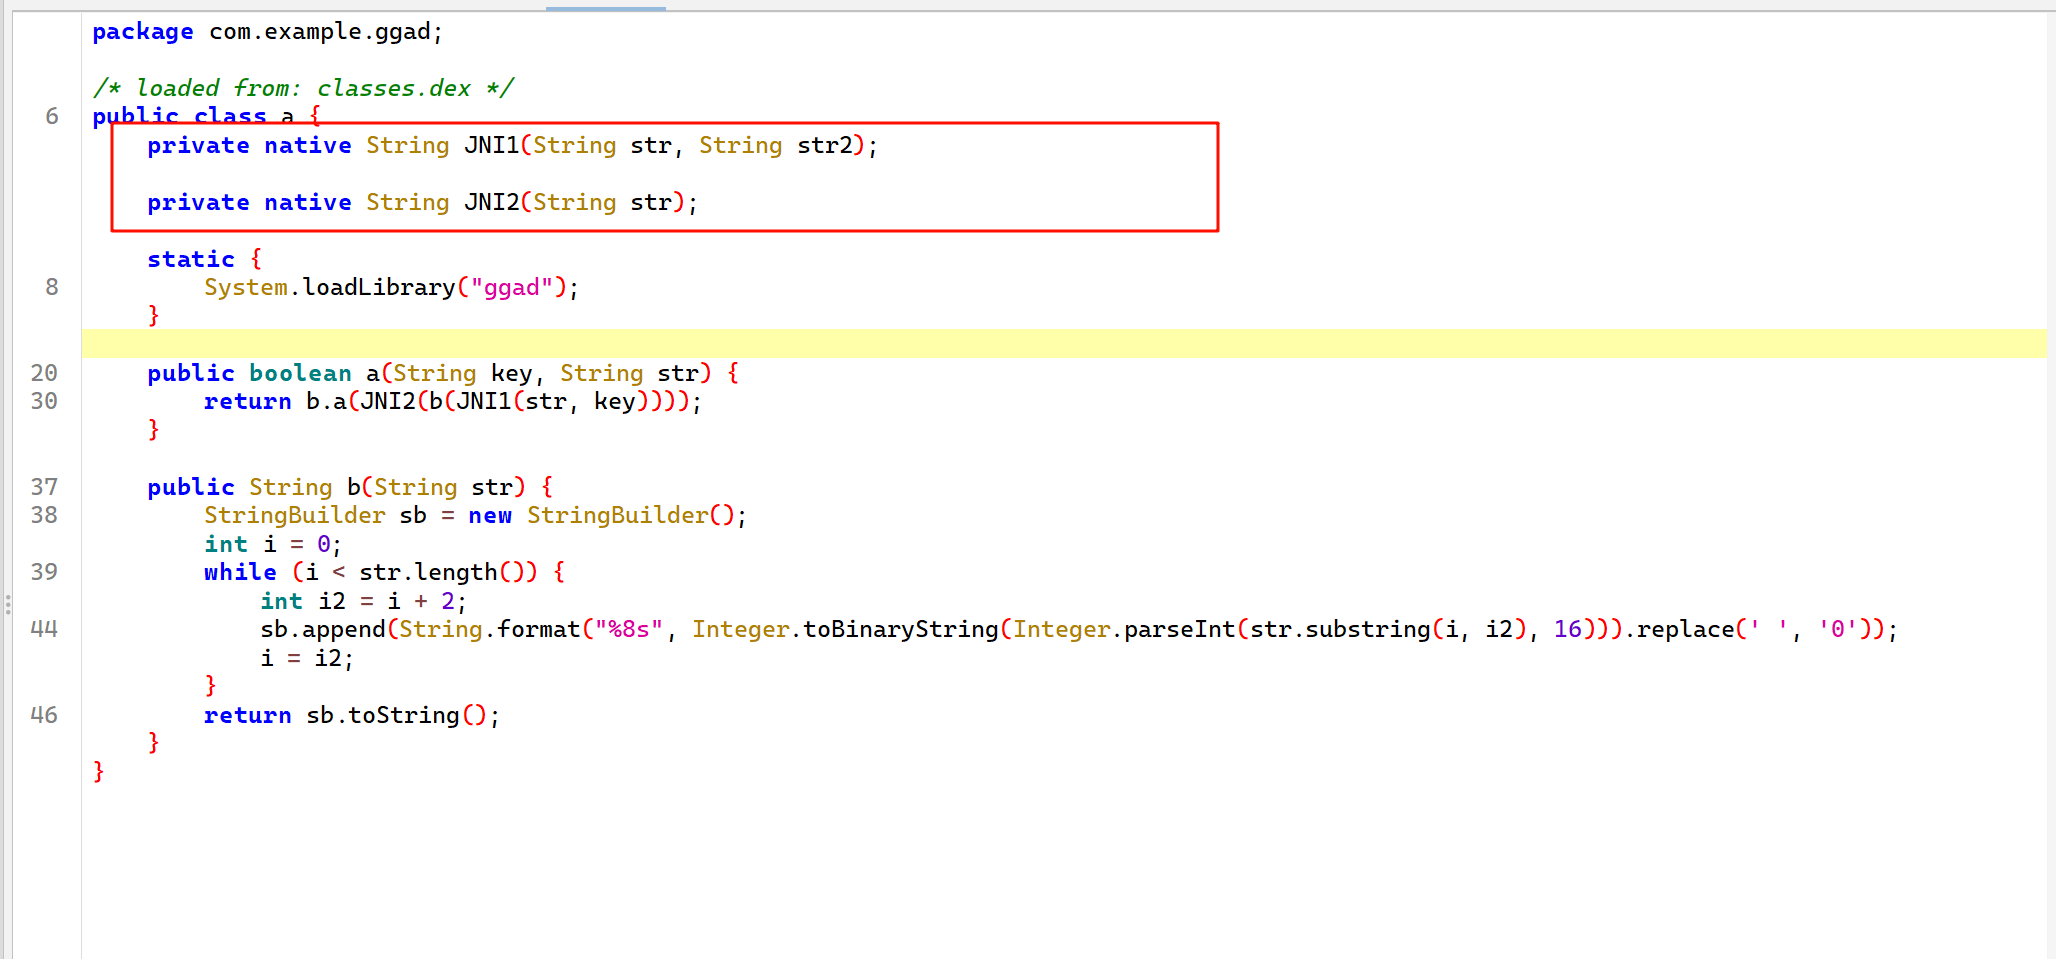 package com.example.ggad;
/* loaded from: classes.dex */
6 public class a {
private native String JNI1(String str, String str2);
private native String JNI2(String str);
static {
8 System.loadLibrary("ggad");
}
20 public boolean a(String key, String str) {
30 return b.a(JNI2(b(JNI1(str, key))));
}
37 public String b(String str) {
38 StringBuilder sb = new StringBuilder();
int i = 0;
39 while (i < str.length()) {
int i2 = i + 2;
44 sb.append(String.format("%8s", Integer.toBinaryString(Integer.parseInt(str.substring(i, i2), 16))).replace(' ', '0'));
i = i2;
}
46 return sb.toString();
}
}